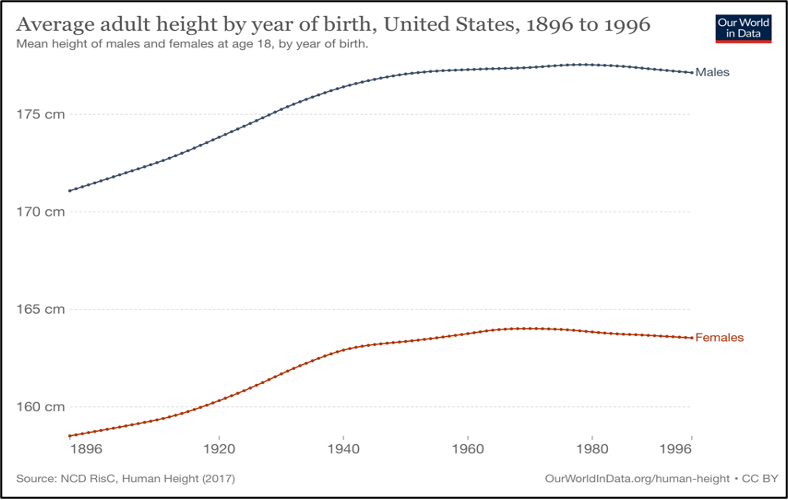 Average adult height by year of birth, United States, 1896 to 1996
Mean height of males and females at age 18, by year of birth.
Our World
in Data
Males
175 cm
170 cm
165 cm
Females
160 cm
1896 1920 1940 1960 1980 1996
Source: NCD RisC, Human Height (2017)
OurWorldInData.org/human-height • CC BY